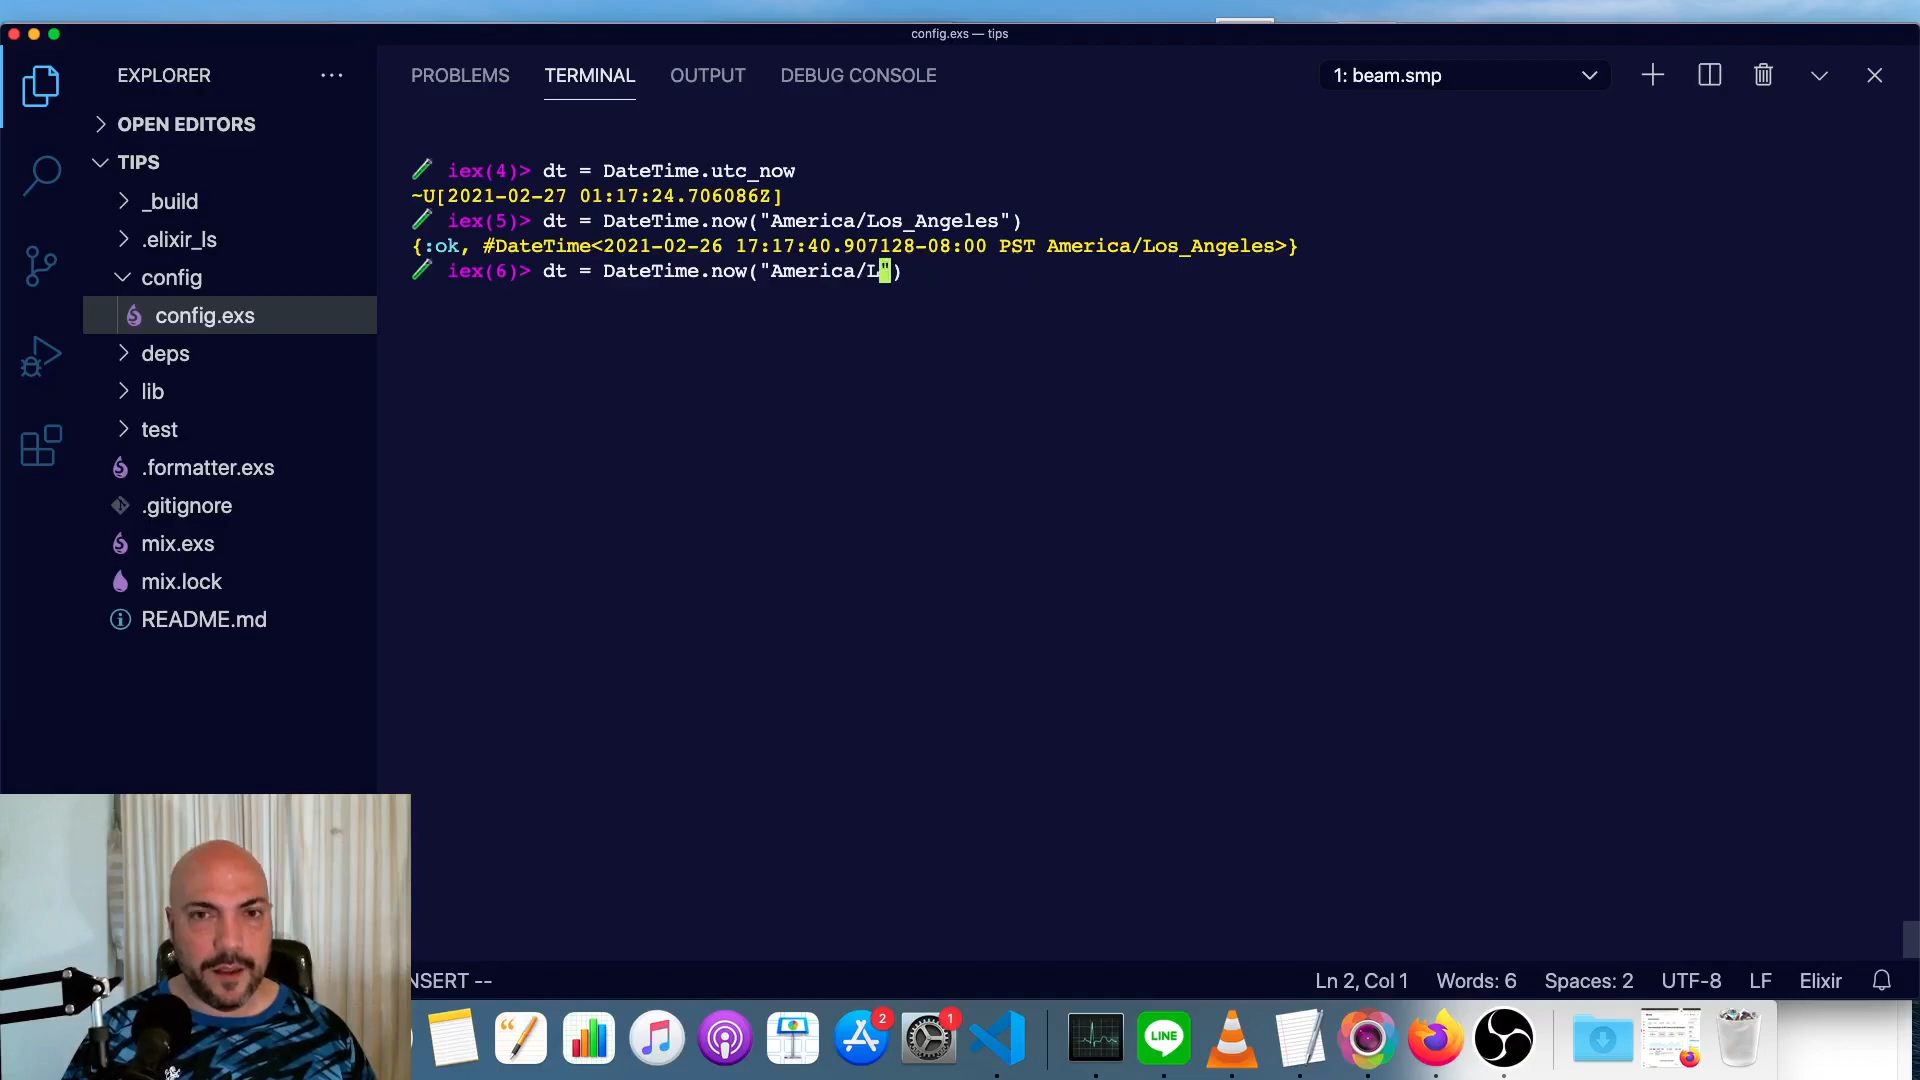 config.exs — tips
EXPLORER
OPEN EDITORS
TIPS
_build
.elixir_ls
config
config.exs
deps
lib
test
.formatter.exs
.gitignore
mix.exs
mix.lock
README.md
PROBLEMS TERMINAL OUTPUT DEBUG CONSOLE
1: beam.smp
iex(4)> dt = DateTime.utc_now
~U[2021-02-27 01:17:24.706086Z]
iex(5)> dt = DateTime.now("America/Los_Angeles")
{:ok, #DateTime<2021-02-26 17:17:40.907128-08:00 PST America/Los_Angeles>}
iex(6)> dt = DateTime.now("America/L")
NSERT --
Ln 2, Col 1 Words: 6 Spaces: 2 UTF-8 LF Elixir
2
1
LINE